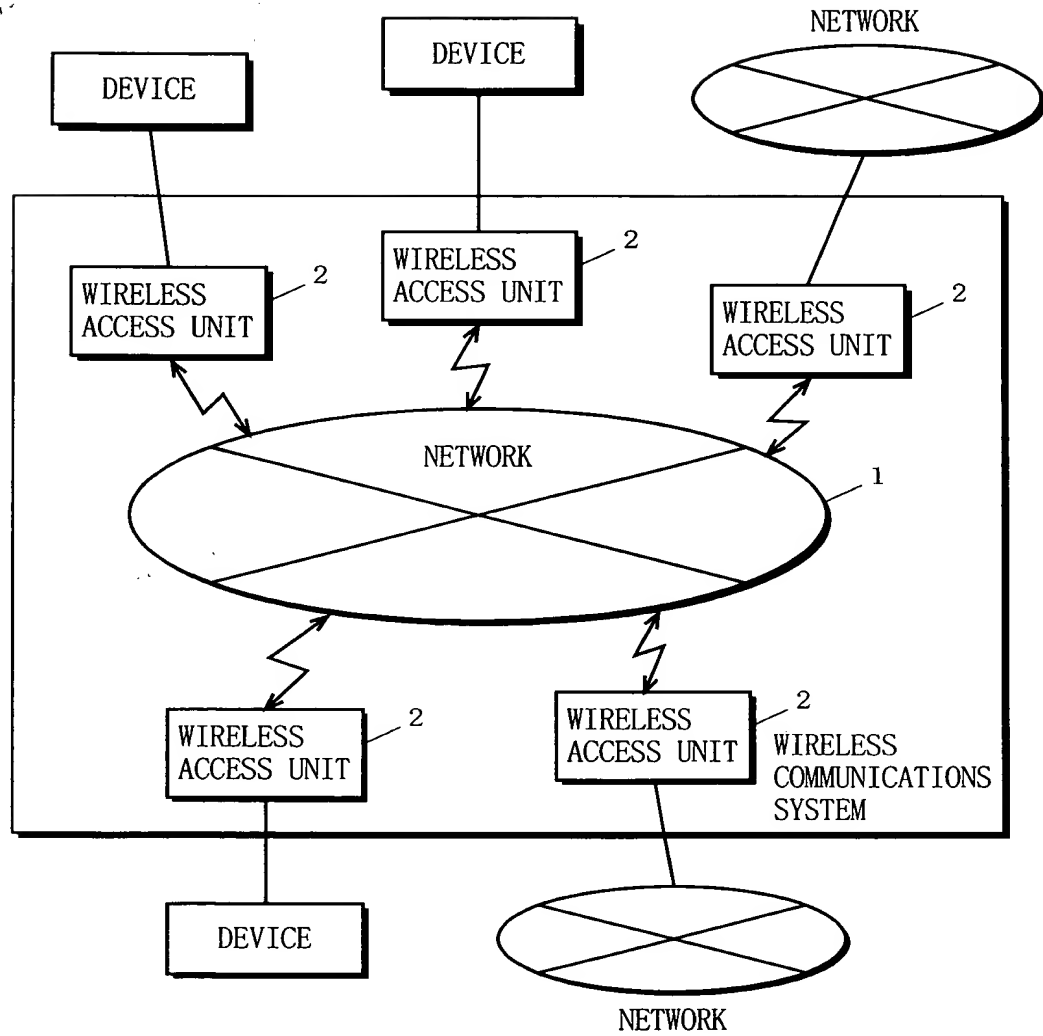 NETWORK
DEVICE
DEVICE
WIRELESS
ACCESS UNIT
2
WIRELESS
ACCESS UNIT
2
WIRELESS
ACCESS UNIT
2
NETWORK
1
WIRELESS
ACCESS UNIT
2
WIRELESS
ACCESS UNIT
2
WIRELESS
COMMUNICATIONS
SYSTEM
DEVICE
NETWORK